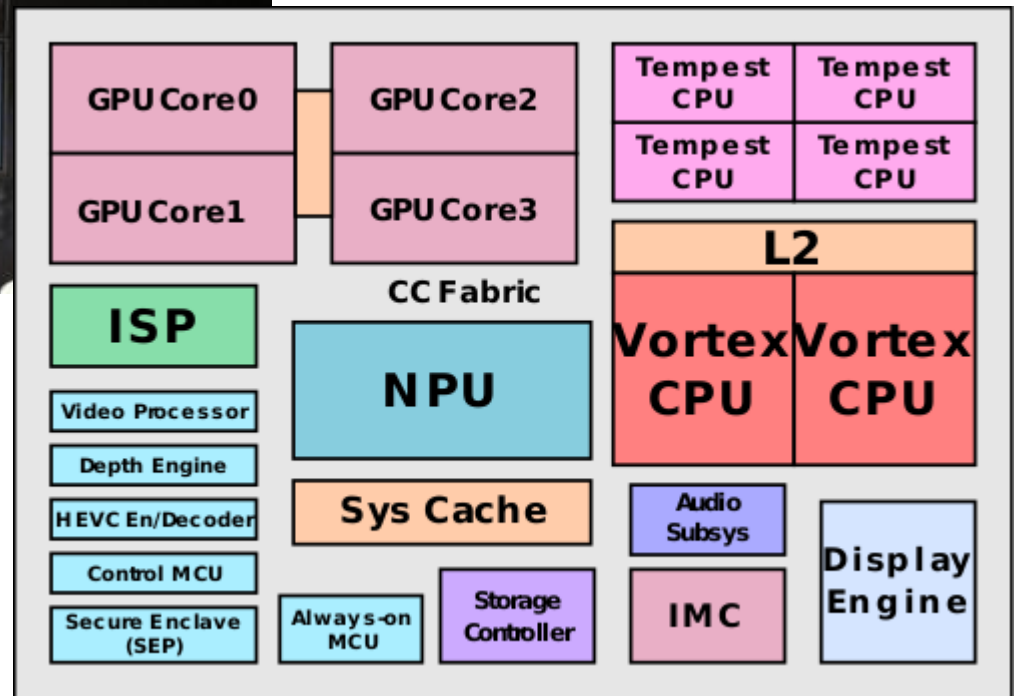 GPU Core0
GPU Core2
GPU Core1
GPU Core3
Tempest
CPU
Tempest
CPU
Tempest
CPU
Tempest
CPU
L2
Vortex
CPU
Vortex
CPU
CC Fabric
ISP
NPU
Video Processor
Depth Engine
HEVC En/Decoder
Control MCU
Secure Enclave
(SEP)
Sys Cache
Always-on
MCU
Storage
Controller
Audio
Subsys
IMC
Display
Engine